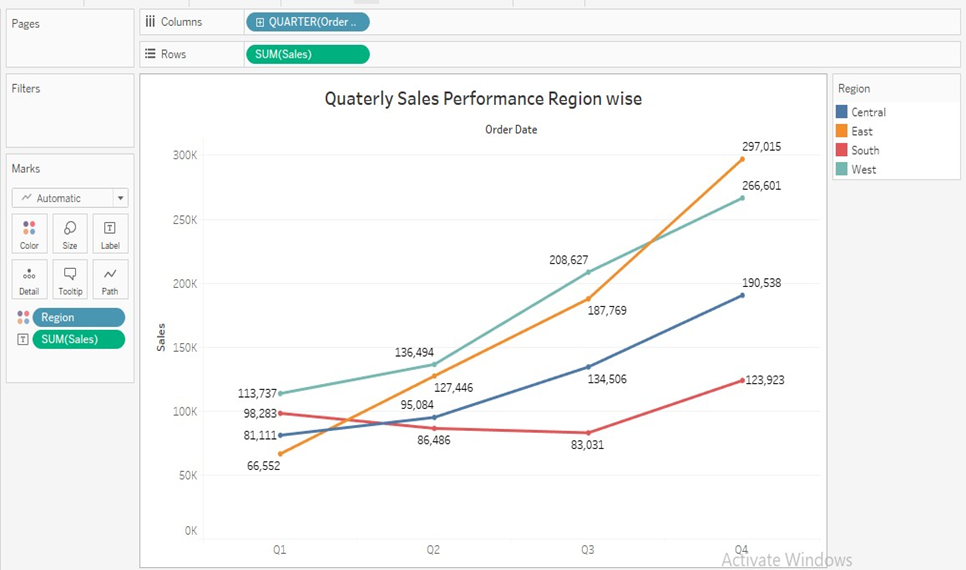 Pages
Columns
QUARTER(Order ..
Rows
SUM(Sales)
Filters
Marks
Automatic
Color
Size
Label
Detail
Tooltip
Path
Region
SUM(Sales)
Quaterly Sales Performance Region wise
Order Date
Sales
300K
250K
200K
150K
100K
50K
0K
297,015
266,601
208,627
187,769
190,538
136,494
127,446
134,506
123,923
113,737
98,283
95,084
81,111
86,486
83,031
66,552
Q1
Q2
Q3
Q4
Region
Central
East
South
West
Activate Windows